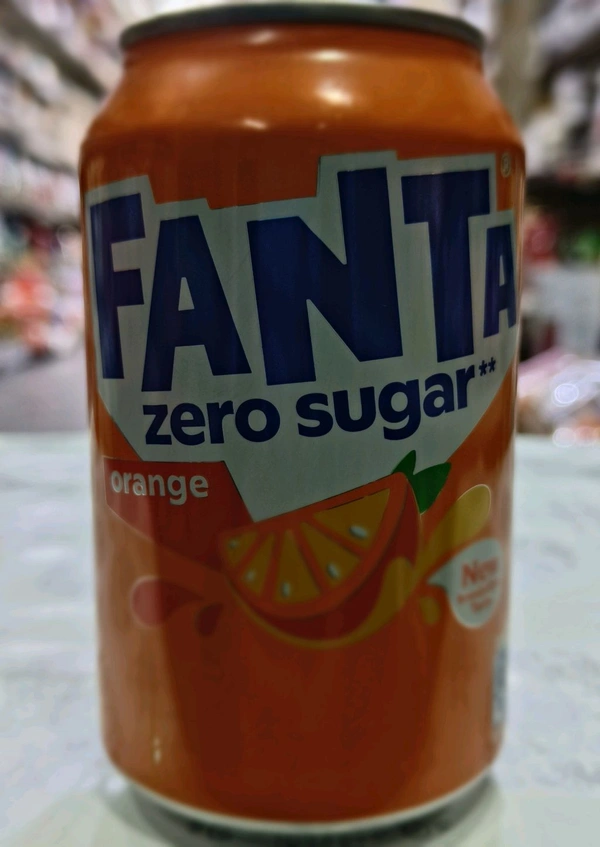 FANTA®
zero sugar**
orange
New